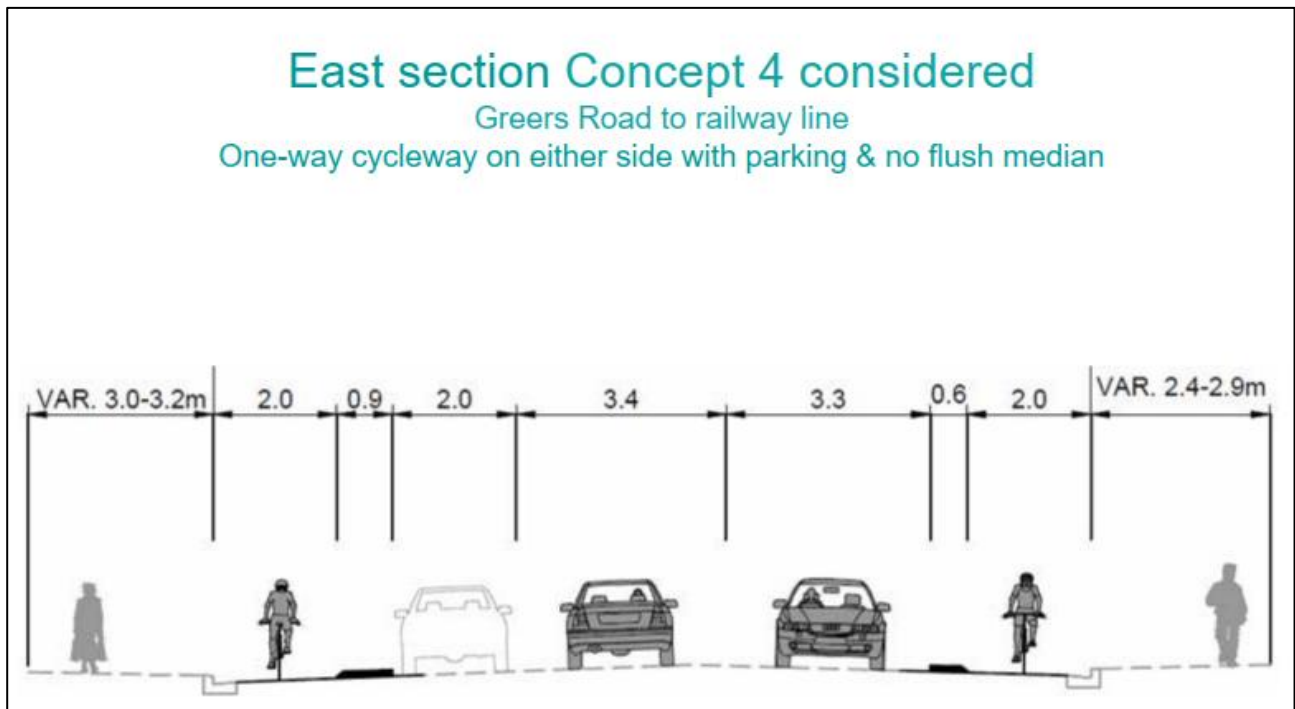 East section Concept 4 considered
Greers Road to railway line
One-way cycleway on either side with parking & no flush median
VAR. 3.0-3.2m 2.0 0.9 2.0 3.4 3.3 0.6 2.0 VAR. 2.4-2.9m